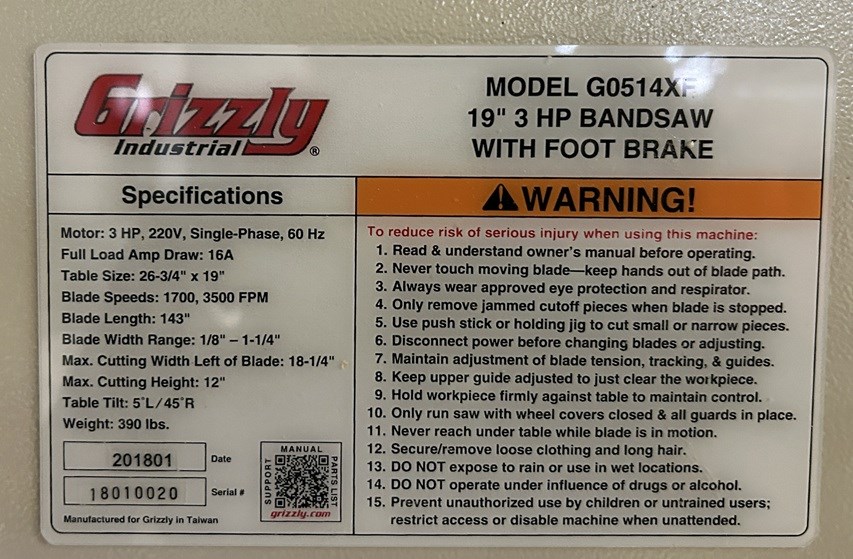 Grizzly
Industrial®
MODEL G0514XF
19" 3 HP BANDSAW
WITH FOOT BRAKE
Specifications
Motor: 3 HP, 220V, Single-Phase, 60 Hz
Full Load Amp Draw: 16A
Table Size: 26-3/4" x 19"
Blade Speeds: 1700, 3500 FPM
Blade Length: 143"
Blade Width Range: 1/8" – 1-1/4"
Max. Cutting Width Left of Blade: 18-1/4"
Max. Cutting Height: 12"
Table Tilt: 5°L/45°R
Weight: 390 lbs.
201801 Date
18010020 Serial #
Manufactured for Grizzly in Taiwan
MANUAL
SUPPORT
PARTS LIST
grizzly.com
WARNING!
To reduce risk of serious injury when using this machine:
1. Read & understand owner's manual before operating.
2. Never touch moving blade—keep hands out of blade path.
3. Always wear approved eye protection and respirator.
4. Only remove jammed cutoff pieces when blade is stopped.
5. Use push stick or holding jig to cut small or narrow pieces.
6. Disconnect power before changing blades or adjusting.
7. Maintain adjustment of blade tension, tracking, & guides.
8. Keep upper guide adjusted to just clear the workpiece.
9. Hold workpiece firmly against table to maintain control.
10. Only run saw with wheel covers closed & all guards in place.
11. Never reach under table while blade is in motion.
12. Secure/remove loose clothing and long hair.
13. DO NOT expose to rain or use in wet locations.
14. DO NOT operate under influence of drugs or alcohol.
15. Prevent unauthorized use by children or untrained users;
restrict access or disable machine when unattended.